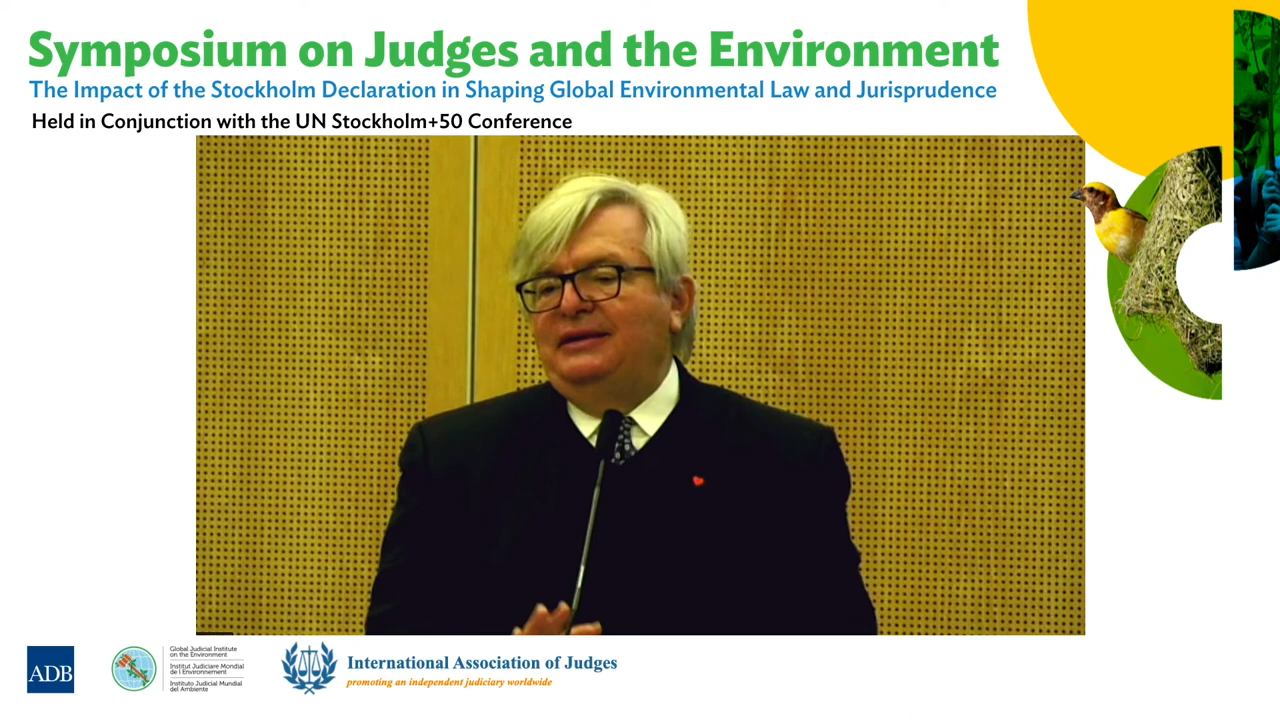 Symposium on Judges and the Environment
The Impact of the Stockholm Declaration in Shaping Global Environmental Law and Jurisprudence
Held in Conjunction with the UN Stockholm+50 Conference
ADB
Global Judicial Institute
on the Environment
Institut Judiciare Mondial
de l'Environnement
Instituto Judicial Mundial
del Ambiente
International Association of Judges
promoting an independent judiciary worldwide